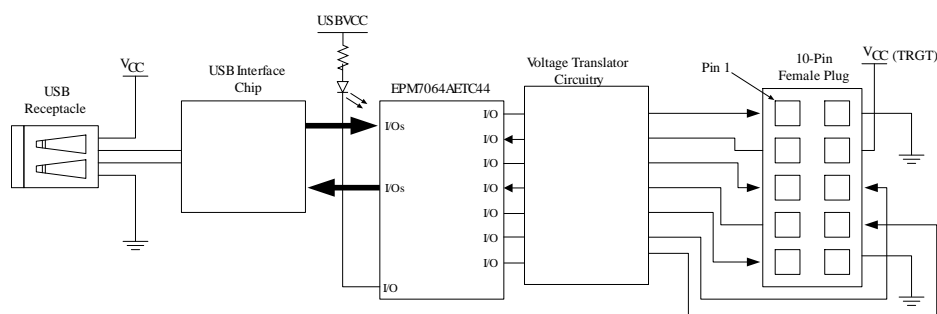 USBVCC
VCC
USB Interface
Chip
USB
Receptacle
EPM7064AETC44
Voltage Translator
Circuitry
Pin 1
10-Pin
Female Plug
VCC (TRGT)
I/Os
I/Os
I/O
I/O
I/O
I/O
I/O
I/O
I/O
I/O